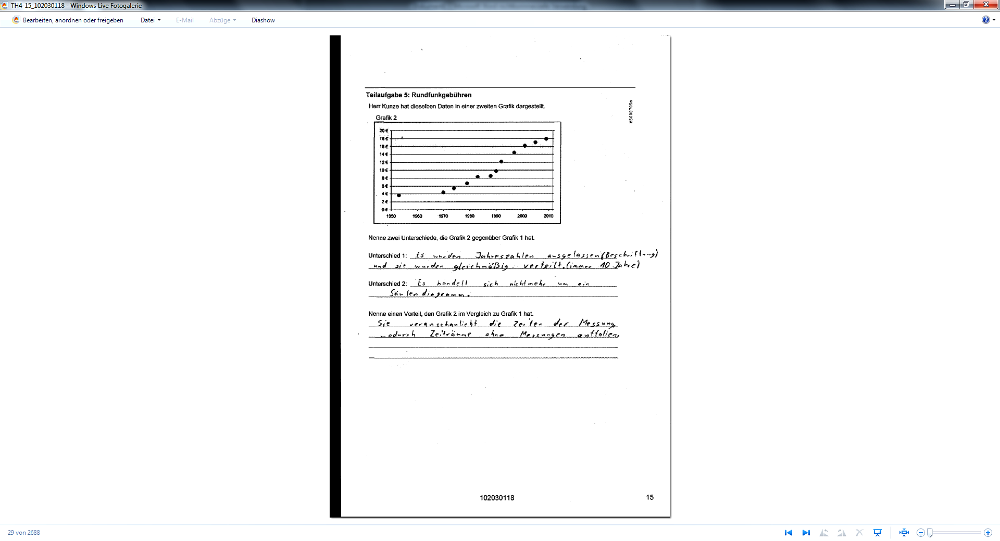 TH4-15_102030118 - Windows Live Fotogalerie
Bearbeiten, anordnen oder freigeben Datei E-Mail Abzüge Diashow
Teilaufgabe 5: Rundfunkgebühren
Herr Kunze hat dieselben Daten in einer zweiten Grafik dargestellt.
M5600705a
Grafik 2
20 €
18 €
16 €
14 €
12 €
10 €
8 €
6 €
4 €
2 €
0 €
1950 1960 1970 1980 1990 2000 2010
Nenne zwei Unterschiede, die Grafik 2 gegenüber Grafik 1 hat.
Unterschied 1: Es wurden Jahreszahlen ausgelassen (Beschriftung)
und sie wurden gleichmäßig verteilt. (immer 10 Jahre)
Unterschied 2: Es handelt sich nichtmehr um ein
Säulendiagramm.
Nenne einen Vorteil, den Grafik 2 im Vergleich zu Grafik 1 hat.
Sie veranschaulicht die Zeiten der Messung
wodurch Zeiträume ohne Messungen auffallen.
102030118 15
29 von 2688